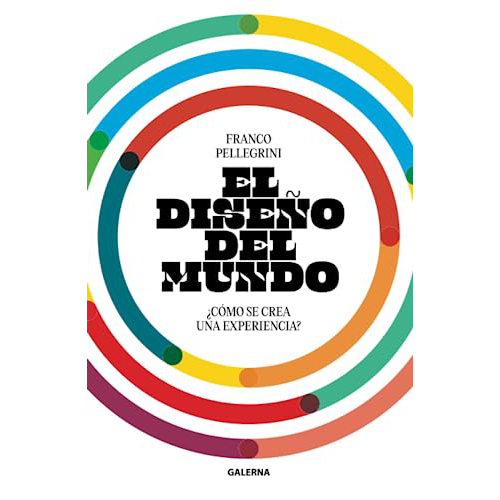 FRANCO
PELLEGRINI
EL
DISEÑO
DEL
MUNDO
¿CÓMO SE CREA
UNA EXPERIENCIA?
GALERNA